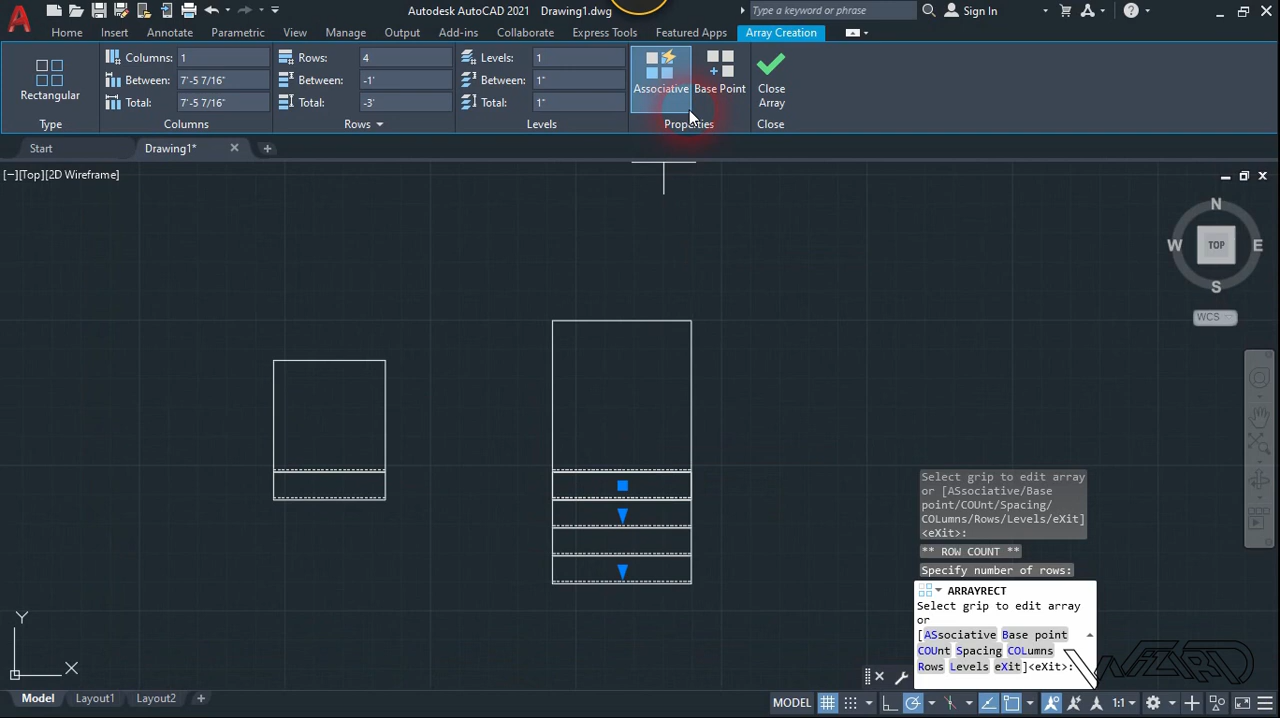 Autodesk AutoCAD 2021 Drawing1.dwg
Type a keyword or phrase
Sign In
Home Insert Annotate Parametric View Manage Output Add-ins Collaborate Express Tools Featured Apps Array Creation
Rectangular
Type
Columns: 1
Between: 7'-5 7/16"
Total: 7'-5 7/16"
Columns
Rows: 4
Between: -1'
Total: -3'
Rows
Levels: 1
Between: 1"
Total: 1"
Levels
Associative
Base Point
Properties
Close
Array
Close
Start
Drawing1*
[−][Top][2D Wireframe]
N
W TOP E
S
WCS
Select grip to edit array
or [ASsociative/Base
point/COUnt/Spacing/
COLumns/Rows/Levels/eXit]
<eXit>:
** ROW COUNT **
Specify number of rows:
ARRAYRECT
Select grip to edit array
or
[ASsociative Base point
COUnt Spacing COLumns
Rows Levels eXit]<eXit>:
WIZARD
Y
X
Model Layout1 Layout2
MODEL
1:1